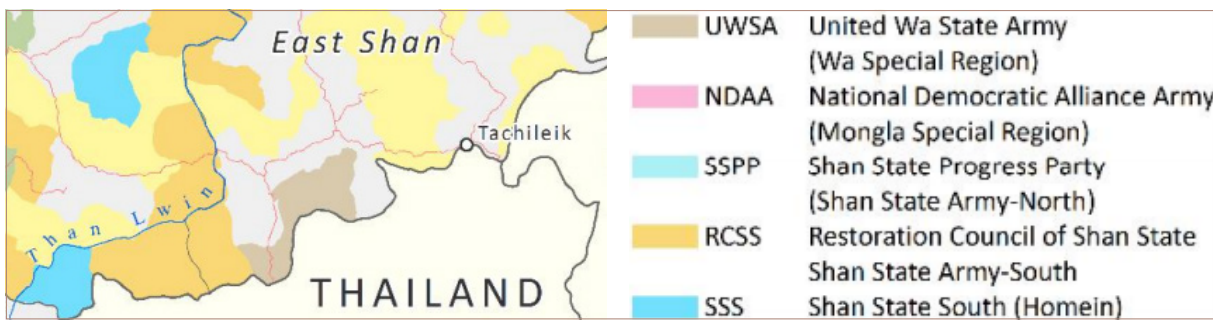 East Shan
Tachileik
Than Lwin
THAILAND
UWSA United Wa State Army
(Wa Special Region)
NDAA National Democratic Alliance Army
(Mongla Special Region)
SSPP Shan State Progress Party
(Shan State Army-North)
RCSS Restoration Council of Shan State
Shan State Army-South
SSS Shan State South (Homein)